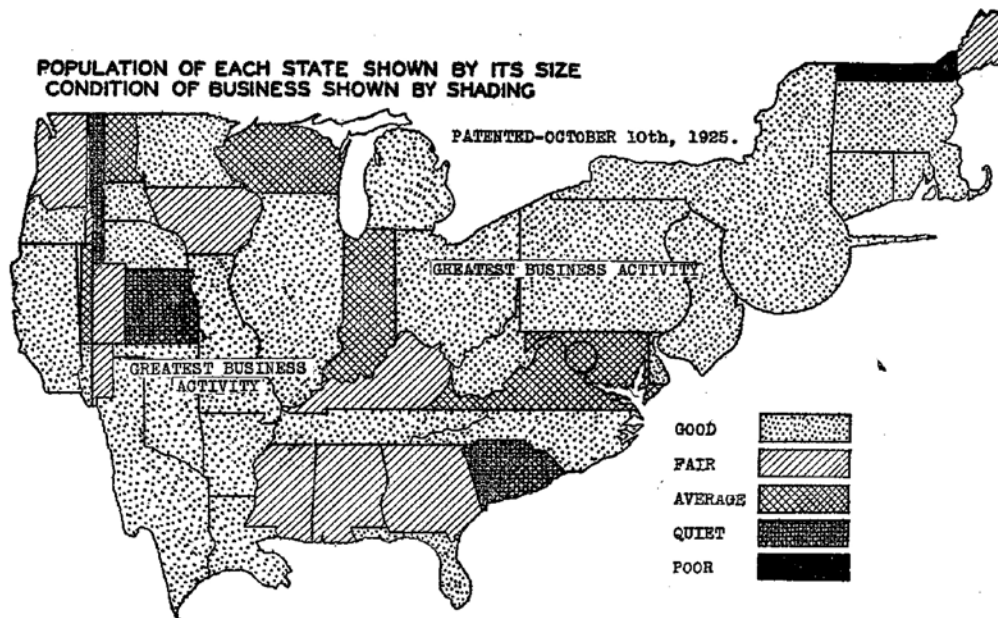 POPULATION OF EACH STATE SHOWN BY ITS SIZE
CONDITION OF BUSINESS SHOWN BY SHADING
PATENTED-OCTOBER 10th, 1925.
GREATEST BUSINESS ACTIVITY
GREATEST BUSINESS
ACTIVITY
GOOD
FAIR
AVERAGE
QUIET
POOR